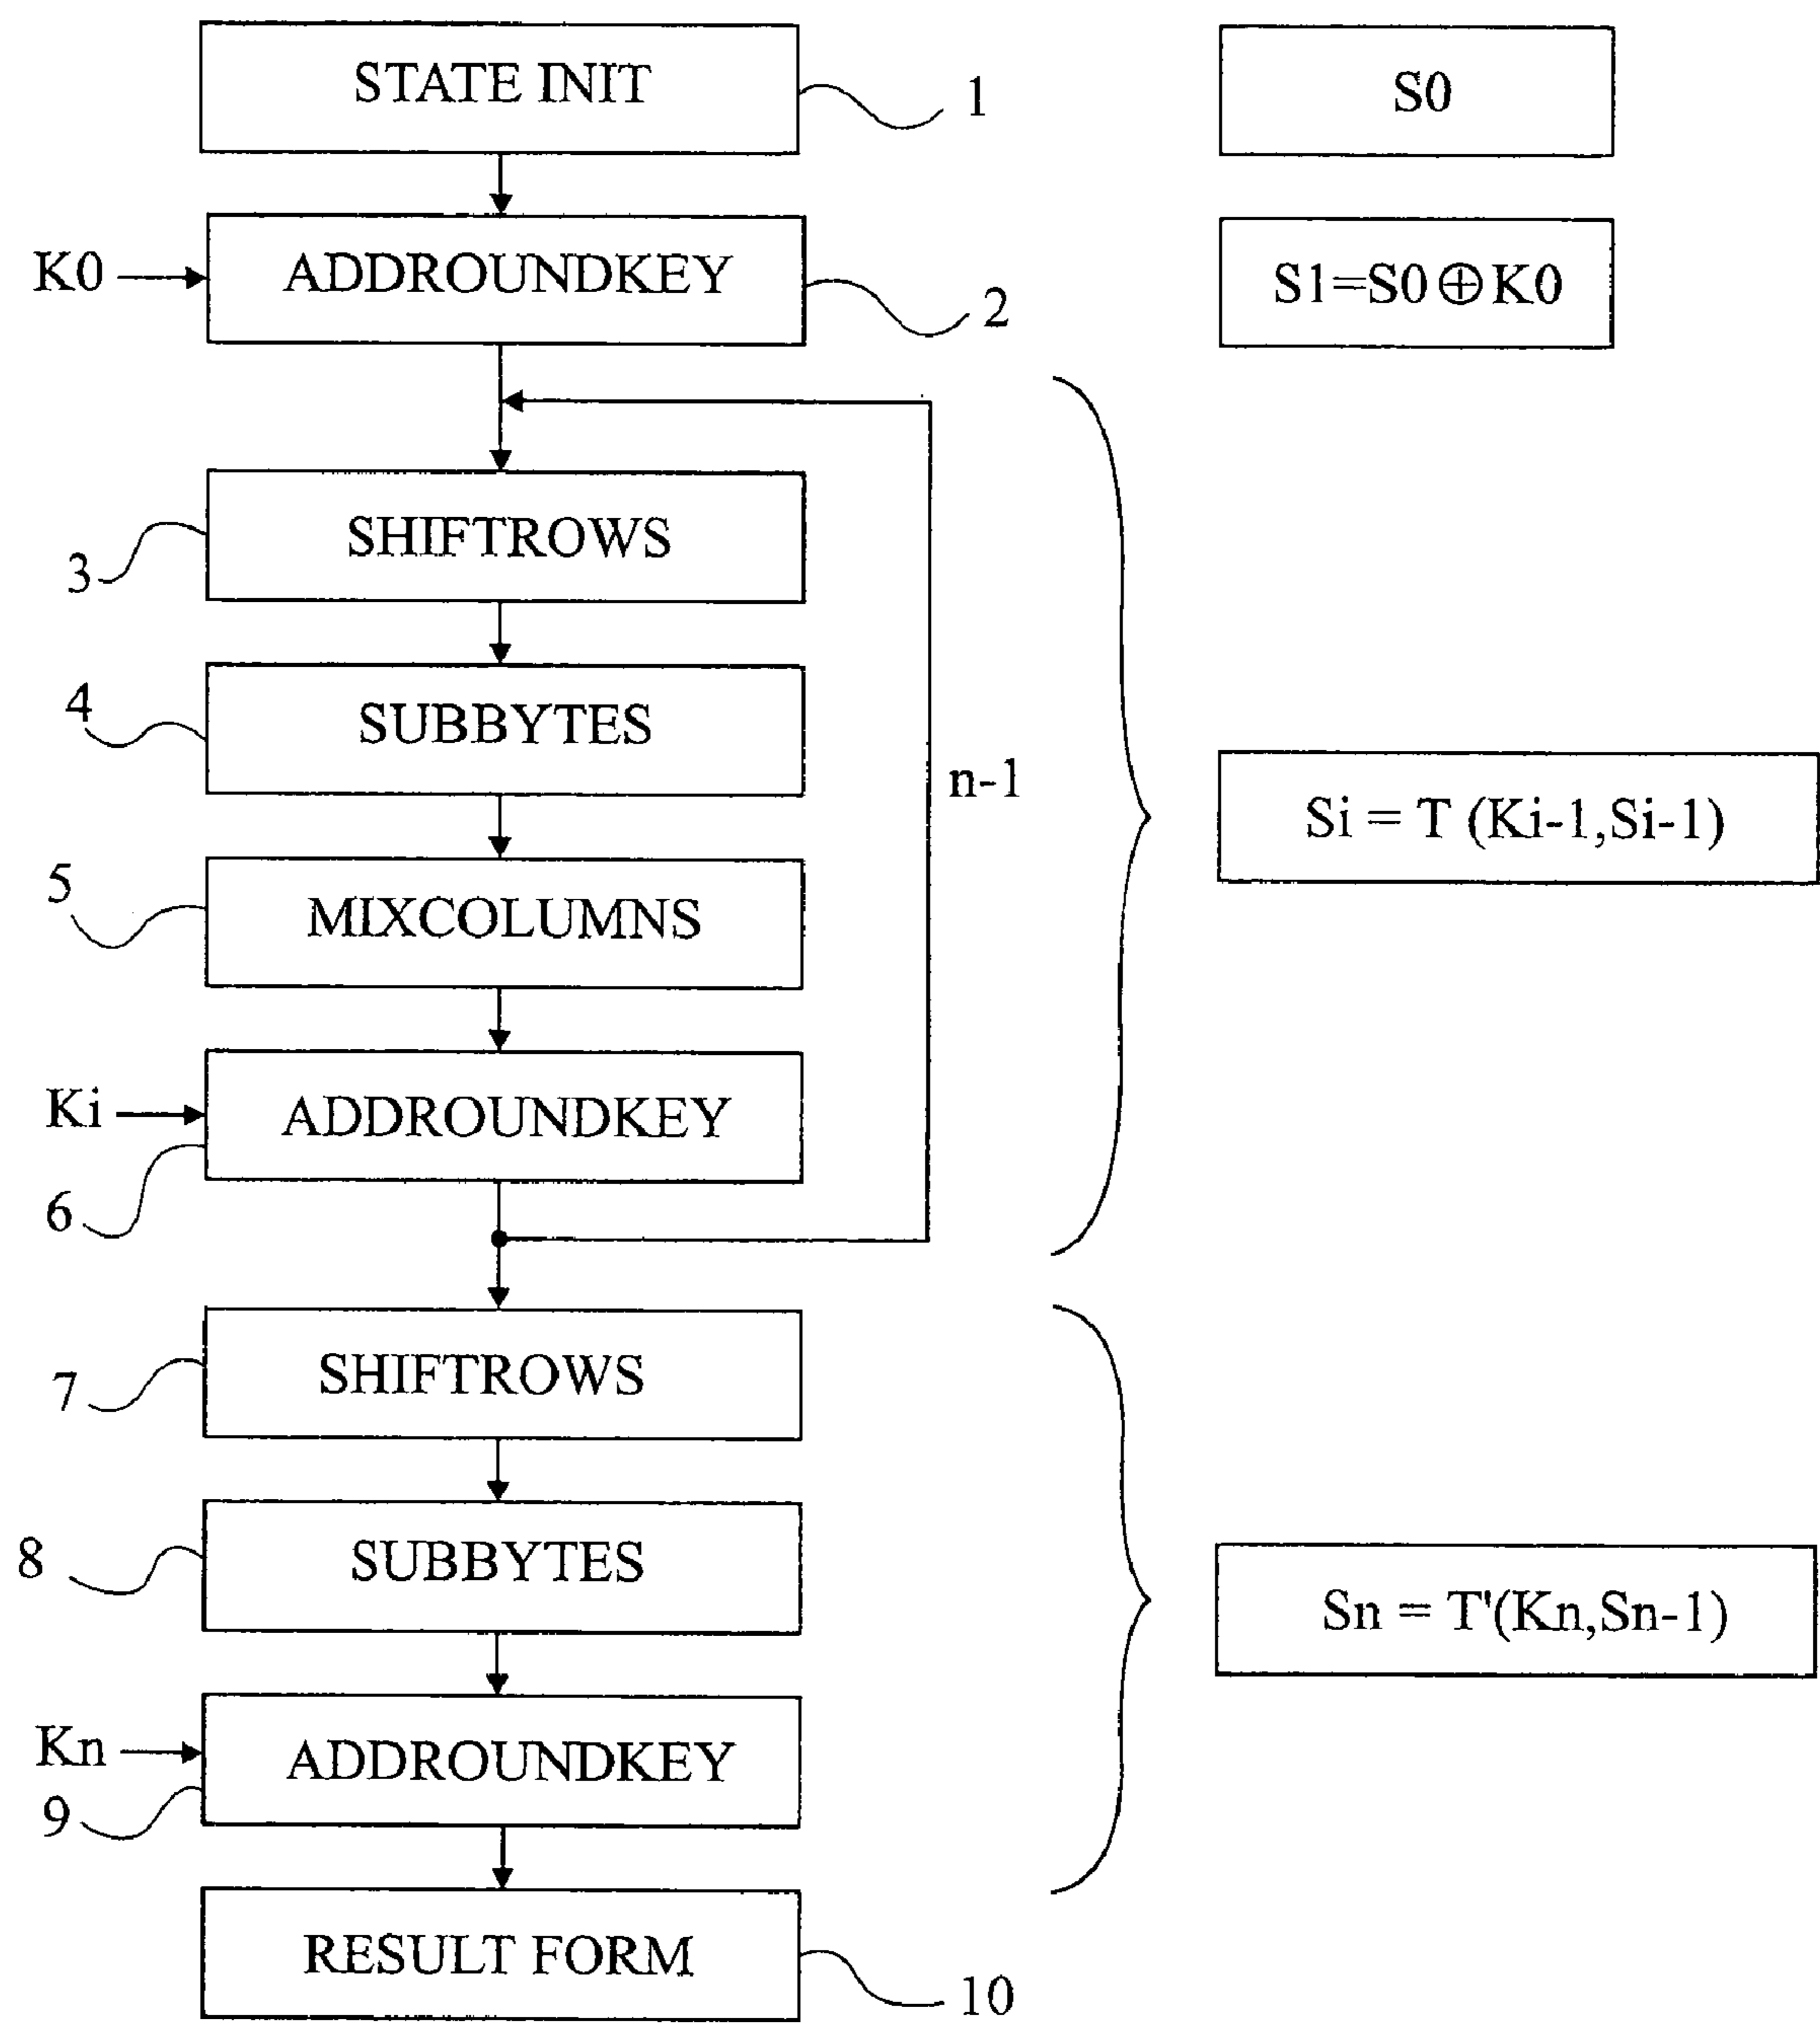 STATE INIT
1
S0
K0
ADDROUNDKEY
2
S1=S0⊕K0
3
SHIFTROWS
4
SUBBYTES
n-1
Si = T (Ki-1,Si-1)
5
MIXCOLUMNS
Ki
ADDROUNDKEY
6
7
SHIFTROWS
8
SUBBYTES
Sn = T'(Kn,Sn-1)
Kn
ADDROUNDKEY
9
RESULT FORM
10